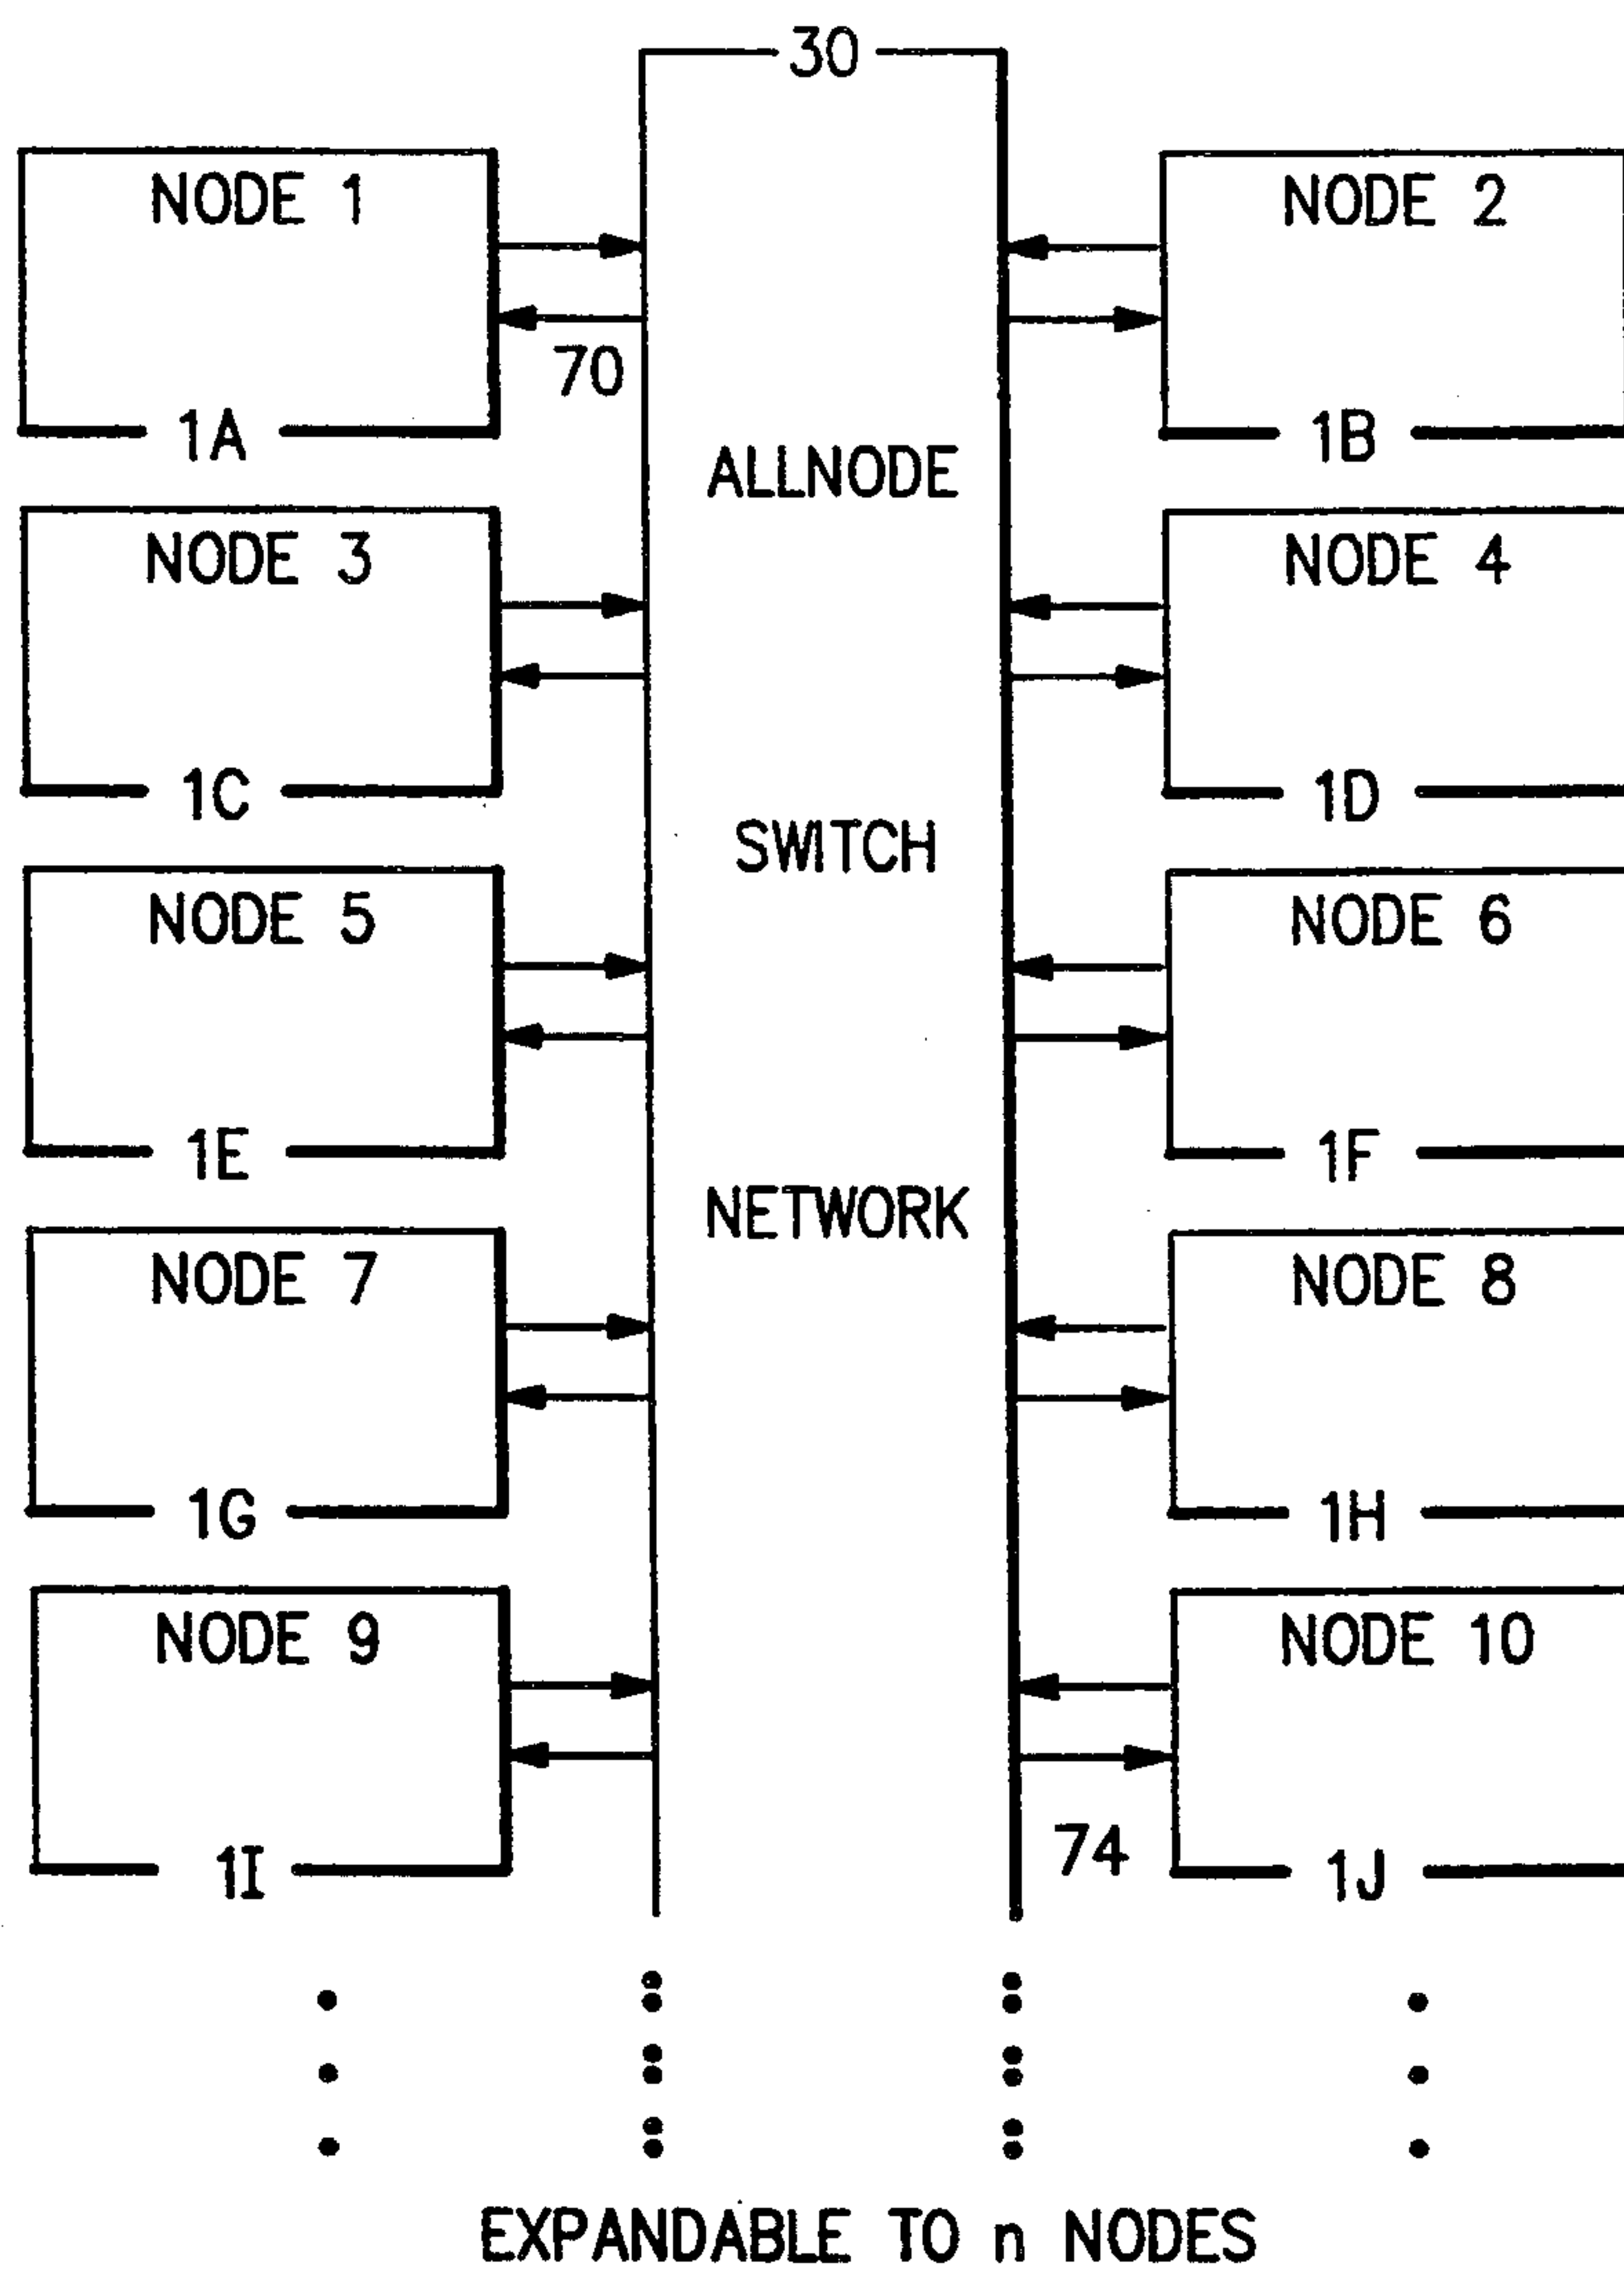 30
NODE 1
NODE 2
70
1A
1B
ALLNODE
NODE 3
NODE 4
1C
1D
SWITCH
NODE 5
NODE 6
1E
1F
NETWORK
NODE 7
NODE 8
1G
1H
NODE 9
NODE 10
74
1I
1J
EXPANDABLE TO n NODES